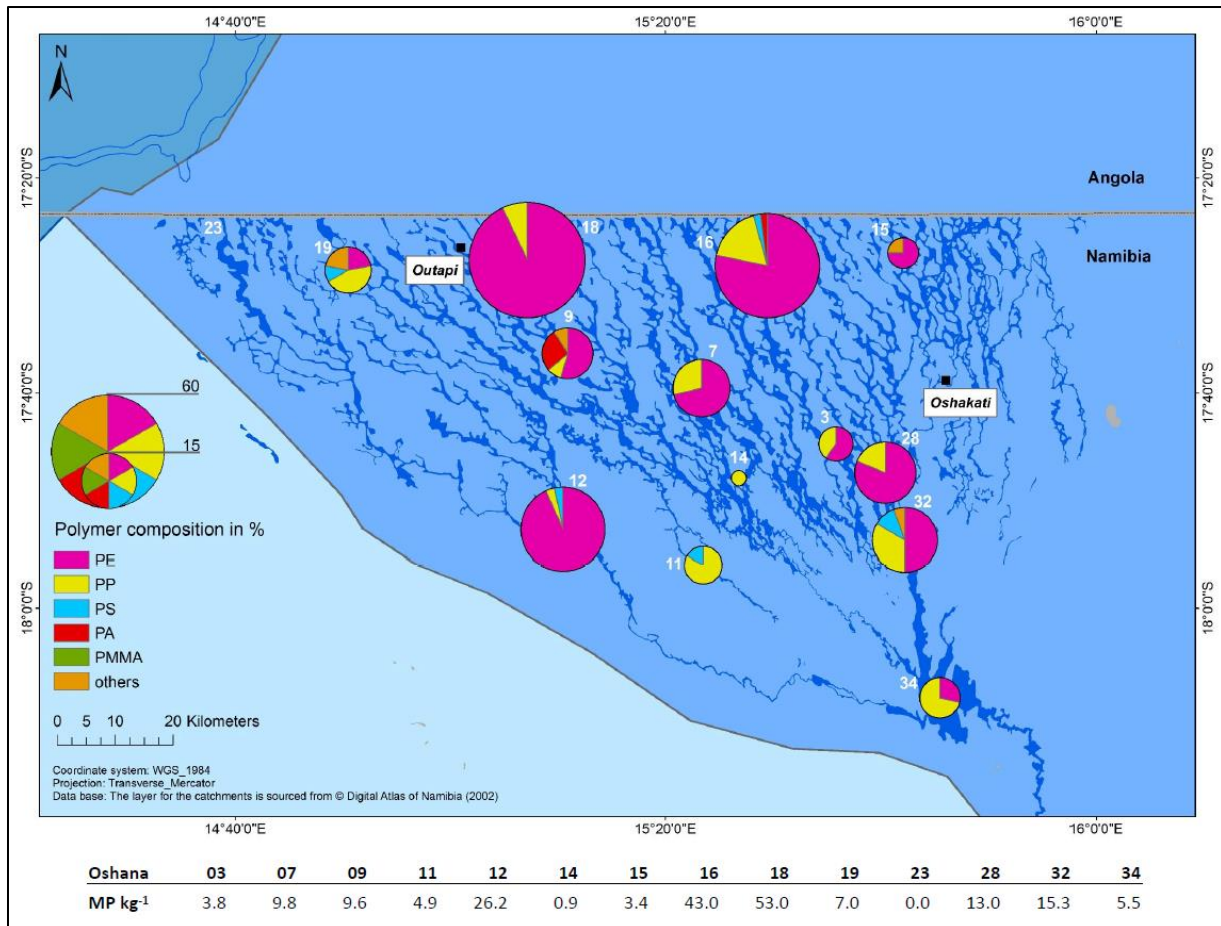 14°40'0"E 15°20'0"E 16°0'0"E
N
17°20'0"S 17°20'0"S
Angola
Namibia
23
19
Outapi
18
16
15
9
7
17°40'0"S 17°40'0"S
Oshakati
3
28
14
12
32
11
18°0'0"S 18°0'0"S
34
60
15
Polymer composition in %
PE
PP
PS
PA
PMMA
others
0 5 10 20 Kilometers
Coordinate system: WGS_1984
Projection: Transverse_Mercator
Data base: The layer for the catchments is sourced from © Digital Atlas of Namibia (2002)
14°40'0"E 15°20'0"E 16°0'0"E
Oshana 03 07 09 11 12 14 15 16 18 19 23 28 32 34
MP kg⁻¹ 3.8 9.8 9.6 4.9 26.2 0.9 3.4 43.0 53.0 7.0 0.0 13.0 15.3 5.5